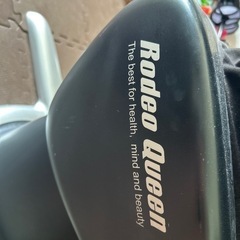 Rodeo Queen
The best for health, mind and beauty